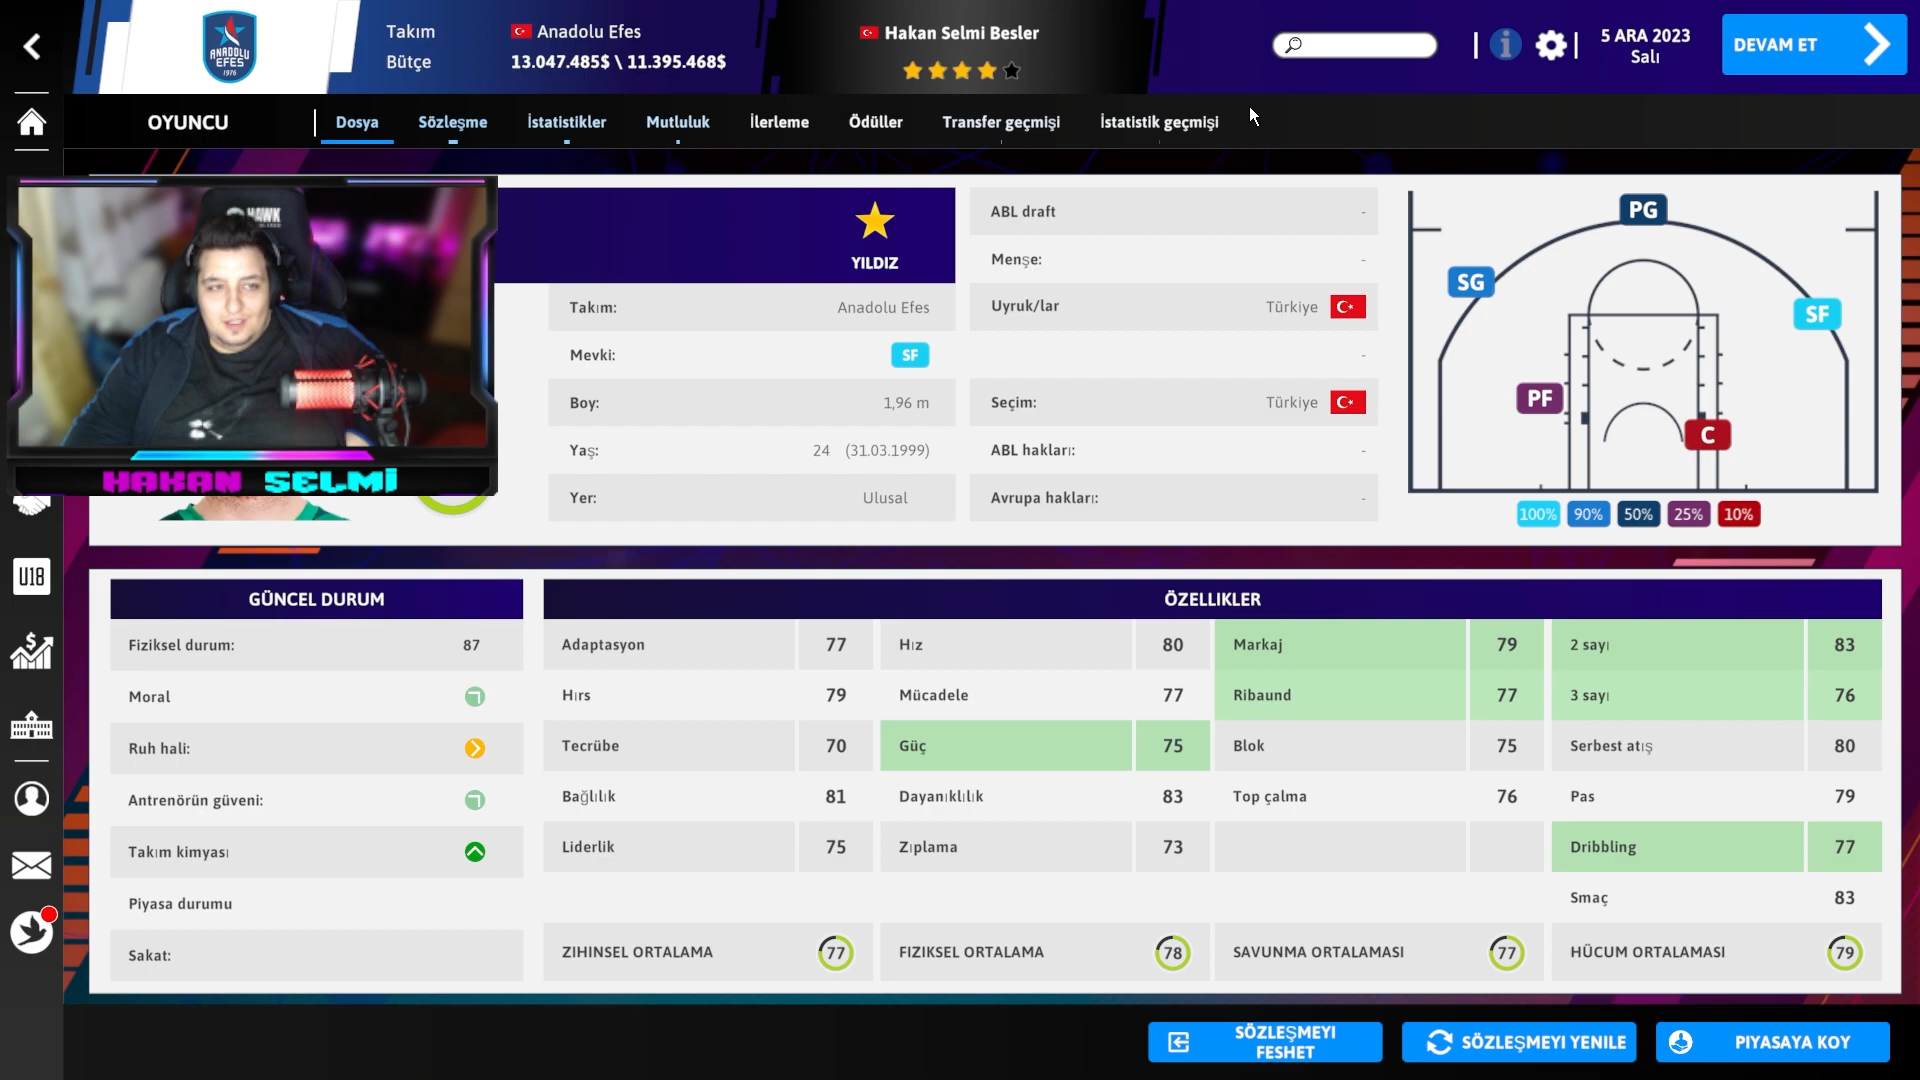 ANADOLU
EFES
1976
Takım
Anadolu Efes
Bütçe
13.047.485$ \ 11.395.468$
Hakan Selmi Besler
5 ARA 2023
Salı
DEVAM ET
OYUNCU
Dosya
Sözleşme
İstatistikler
Mutluluk
İlerleme
Ödüller
Transfer geçmişi
İstatistik geçmişi
HAWK
HAKAN SELMİ
YILDIZ
Takım:
Anadolu Efes
Mevki:
SF
Boy:
1,96 m
Yaş:
24 (31.03.1999)
Yer:
Ulusal
ABL draft
-
Menşe:
-
Uyruk/lar
Türkiye
-
Seçim:
Türkiye
ABL hakları:
-
Avrupa hakları:
-
PG
SG
SF
PF
C
100%
90%
50%
25%
10%
U18
GÜNCEL DURUM
Fiziksel durum:
87
Moral
Ruh hali:
Antrenörün güveni:
Takım kimyası
Piyasa durumu
Sakat:
ÖZELLIKLER
Adaptasyon 77
Hız 80
Markaj 79
2 sayı 83
Hırs 79
Mücadele 77
Ribaund 77
3 sayı 76
Tecrübe 70
Güç 75
Blok 75
Serbest atış 80
Bağlılık 81
Dayanıklılık 83
Top çalma 76
Pas 79
Liderlik 75
Zıplama 73
Dribbling 77
Smaç 83
ZIHINSEL ORTALAMA 77
FIZIKSEL ORTALAMA 78
SAVUNMA ORTALAMASI 77
HÜCUM ORTALAMASI 79
SÖZLEŞMEYI
FESHET
SÖZLEŞMEYI YENILE
PIYASAYA KOY